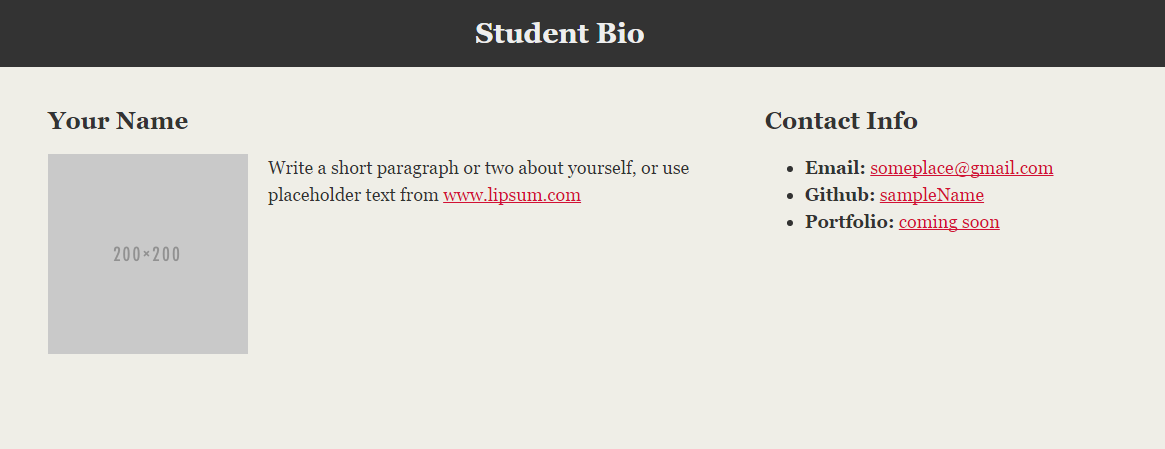 Student Bio
Your Name
200×200
Write a short paragraph or two about yourself, or use
placeholder text from www.lipsum.com
Contact Info
Email: someplace@gmail.com
Github: sampleName
Portfolio: coming soon